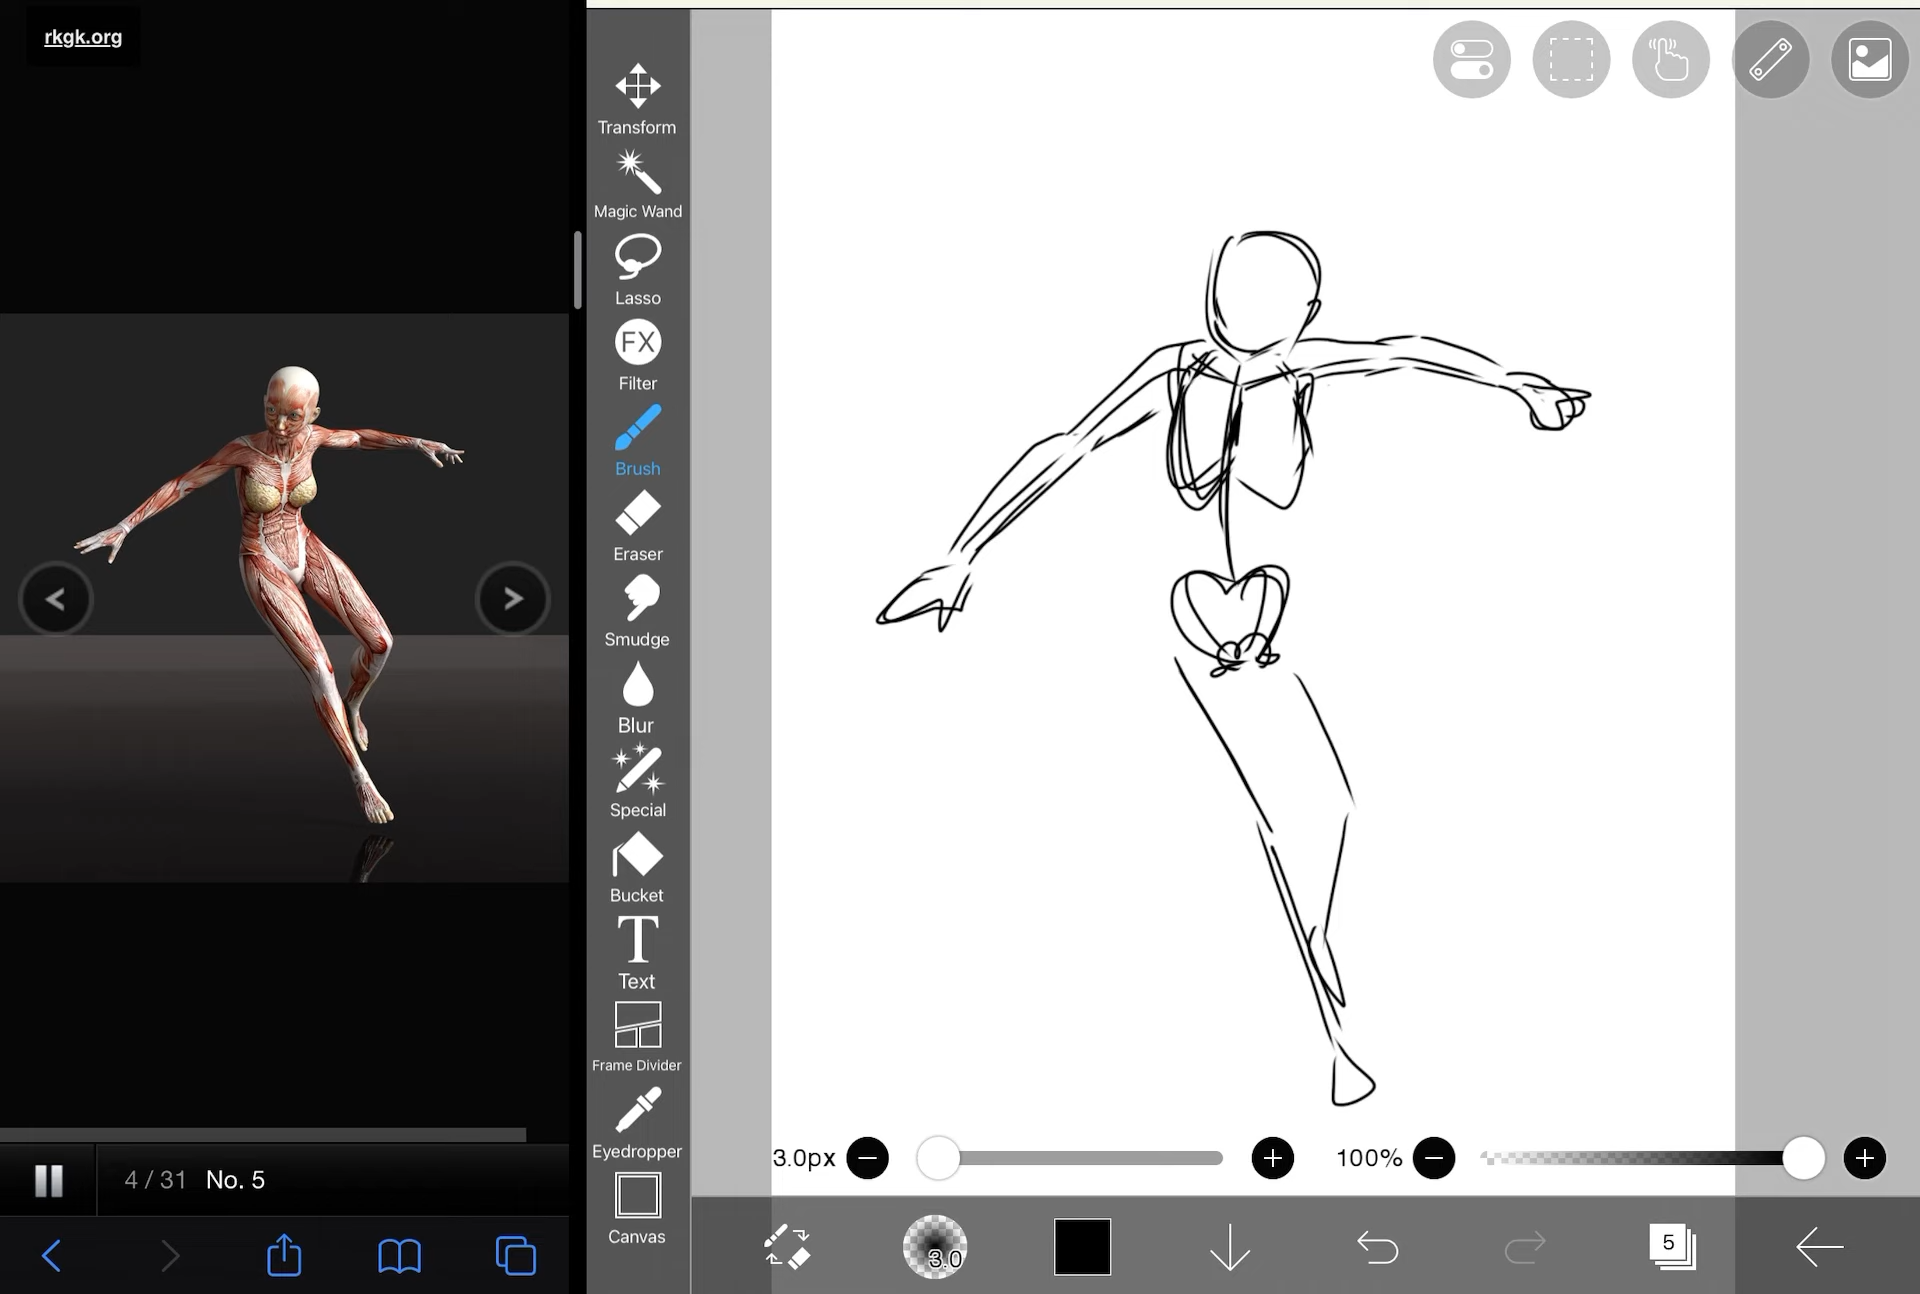 rkgk.org
Transform
Magic Wand
Lasso
FX
Filter
Brush
Eraser
Smudge
Blur
Special
Bucket
T
Text
Frame Divider
Eyedropper
Canvas
<
>
3.0px
100%
4 / 31 No. 5
3.0
5